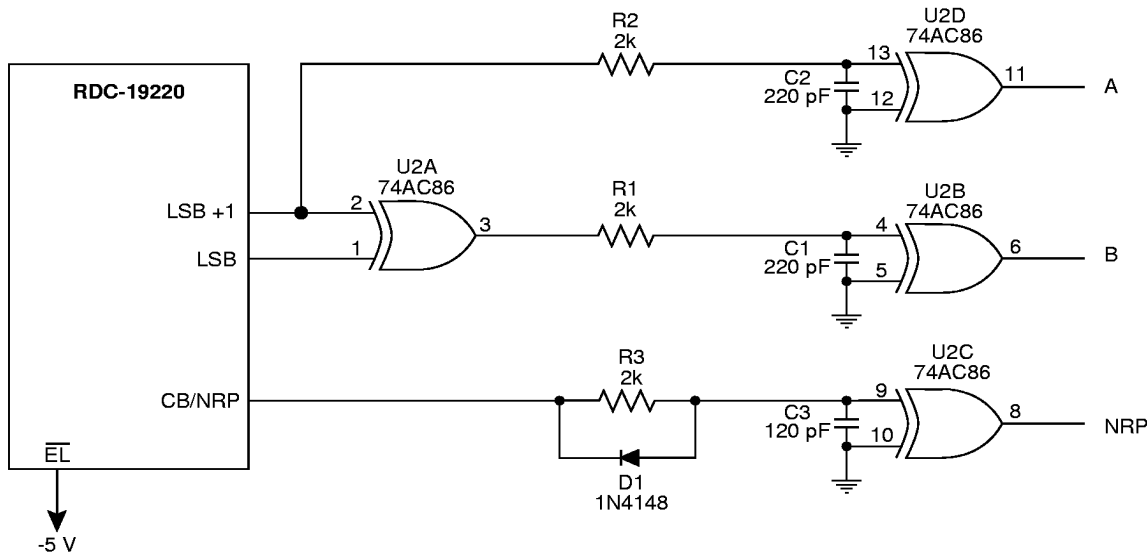 RDC-19220
LSB +1
LSB
CB/NRP
EL
-5 V
R2
2k
C2
220 pF
13
12
U2D
74AC86
11
A
U2A
74AC86
2
1
3
R1
2k
C1
220 pF
4
5
U2B
74AC86
6
B
R3
2k
D1
1N4148
C3
120 pF
9
10
U2C
74AC86
8
NRP